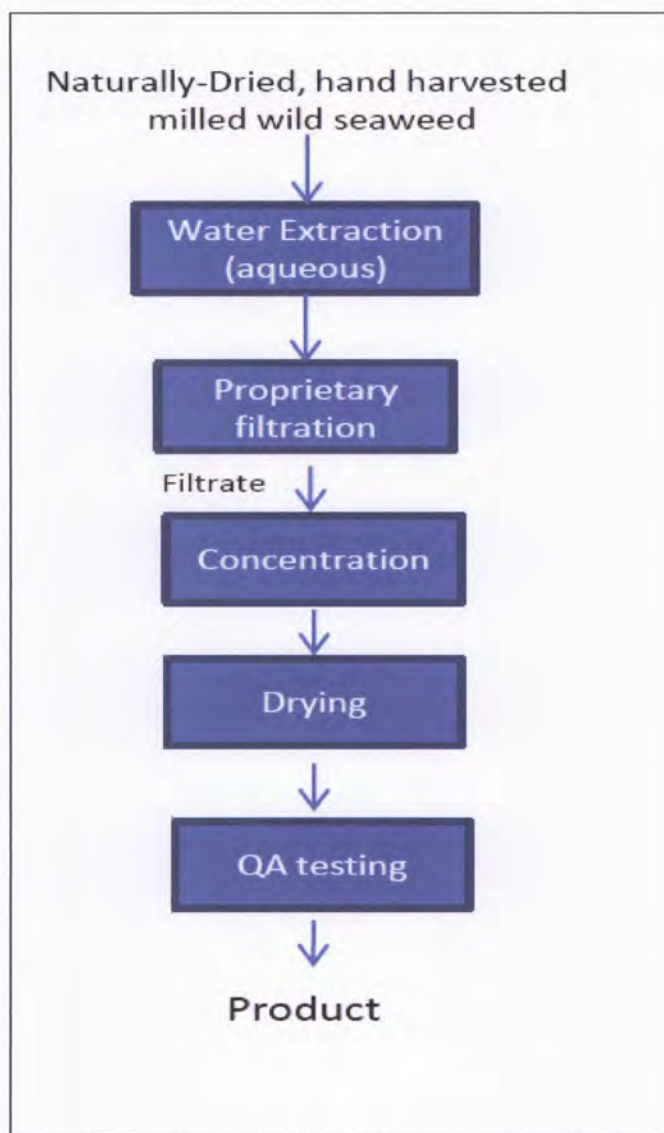 Naturally-Dried, hand harvested
milled wild seaweed
Water Extraction
(aqueous)
Proprietary
filtration
Filtrate
Concentration
Drying
QA testing
Product